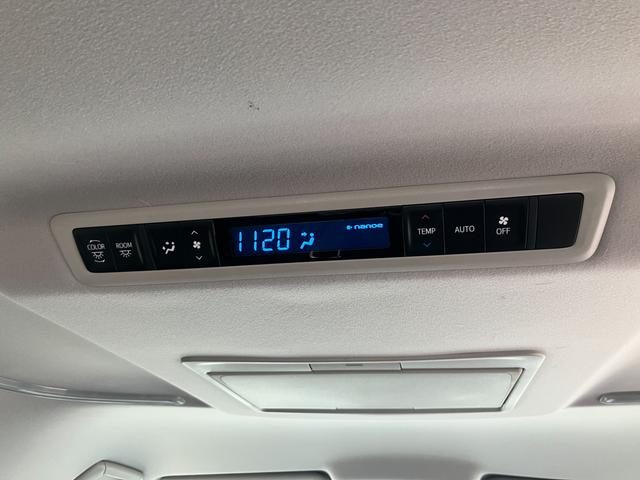 COLOR
ROOM
1120
nanoe
TEMP
AUTO
OFF